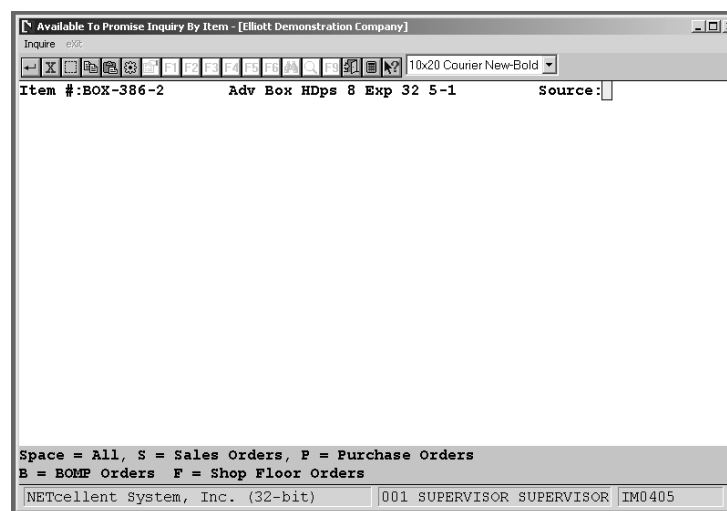 Available To Promise Inquiry By Item - [Elliott Demonstration Company]
Inquire eXit
X F1 F2 F3 F4 F5 F6 F9 10x20 Courier New-Bold
Item #:BOX-386-2 Adv Box HDps 8 Exp 32 5-1 Source:
Space = All, S = Sales Orders, P = Purchase Orders
B = BOMP Orders F = Shop Floor Orders
NETcellent System, Inc. (32-bit) 001 SUPERVISOR SUPERVISOR IM0405